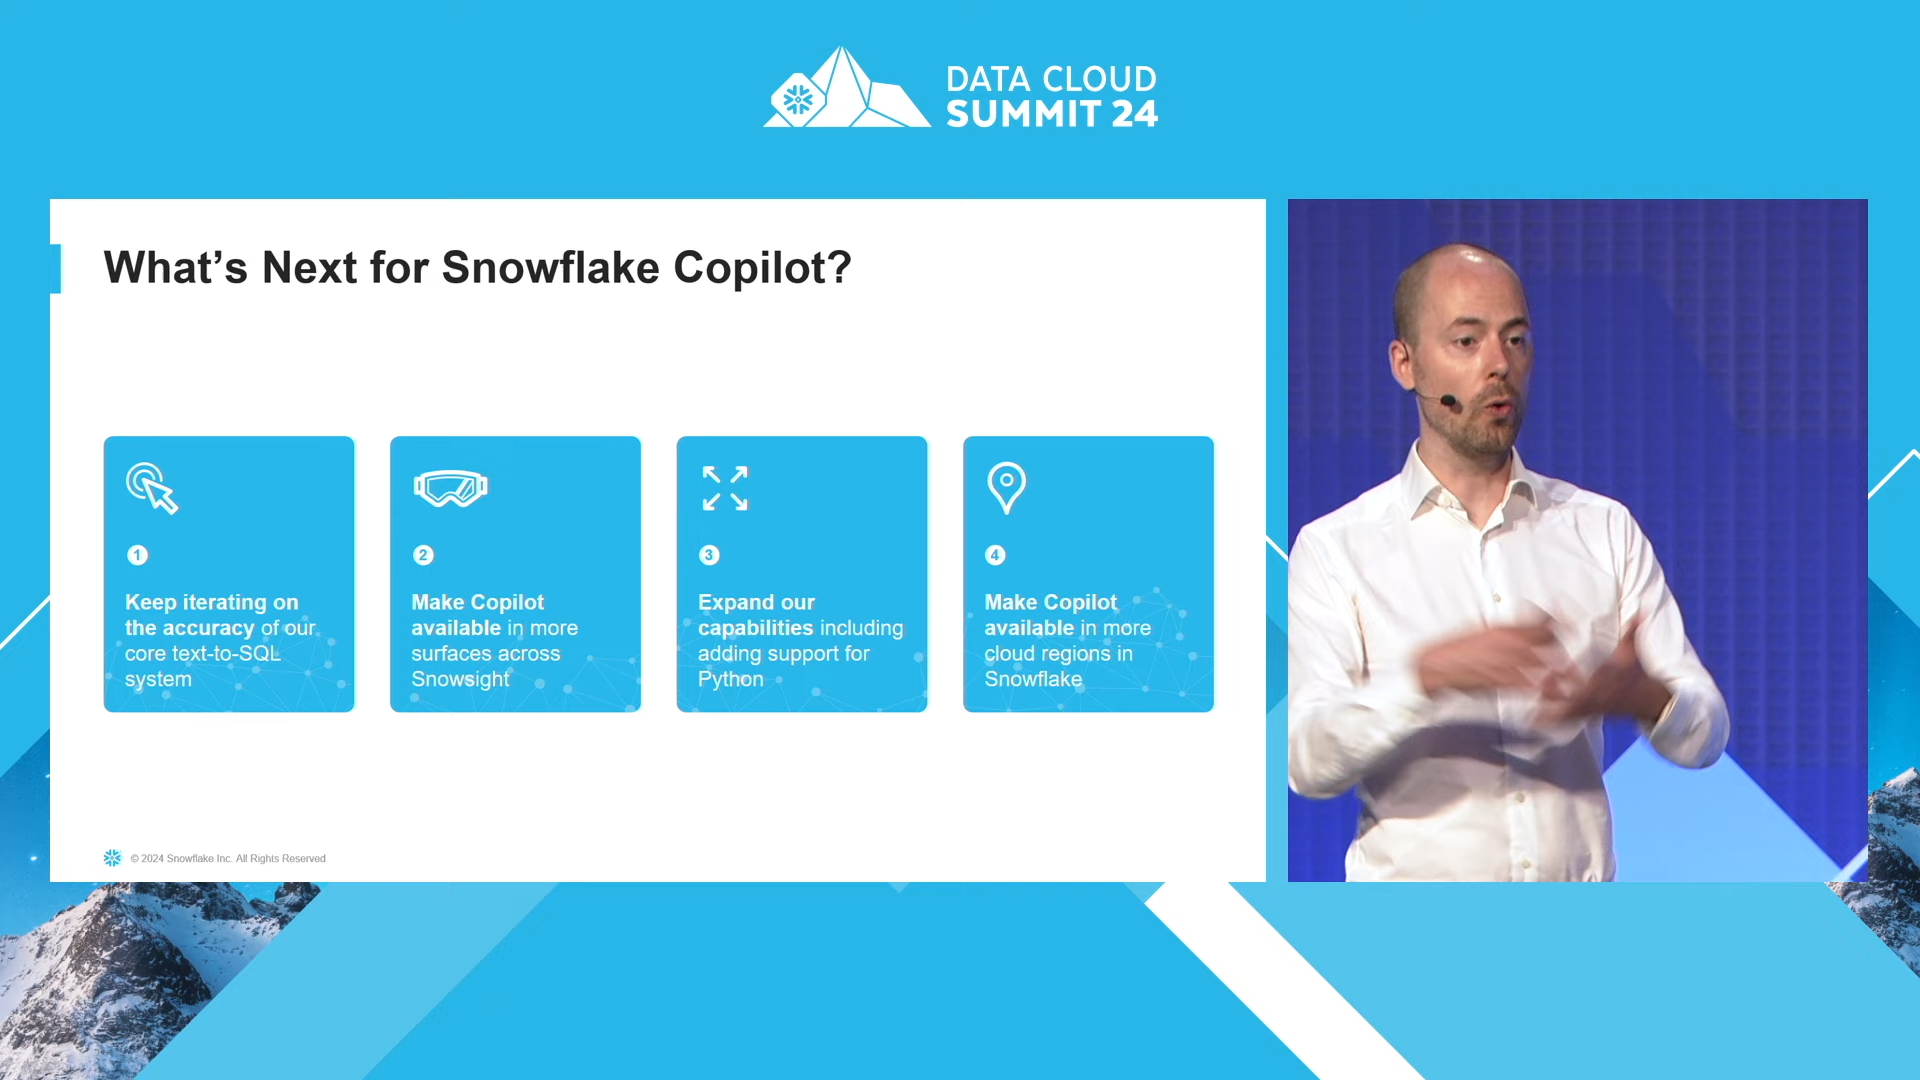 DATA CLOUD
SUMMIT 24
What’s Next for Snowflake Copilot?
1
Keep iterating on
the accuracy of our
core text-to-SQL
system
2
Make Copilot
available in more
surfaces across
Snowsight
3
Expand our
capabilities including
adding support for
Python
4
Make Copilot
available in more
cloud regions in
Snowflake
© 2024 Snowflake Inc. All Rights Reserved